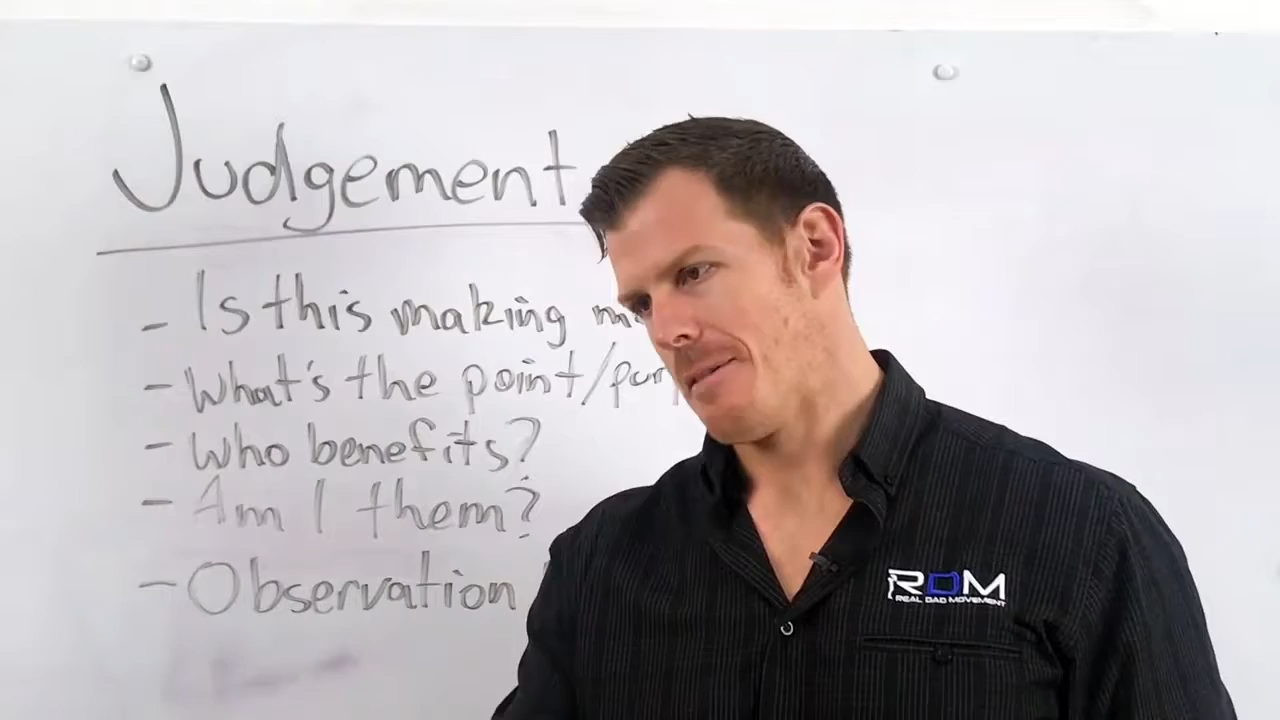 Judgement
- Is this making
- What's the point/
- Who benefits?
- Am I them?
- Observation
RDM
REAL DAD MOVEMENT